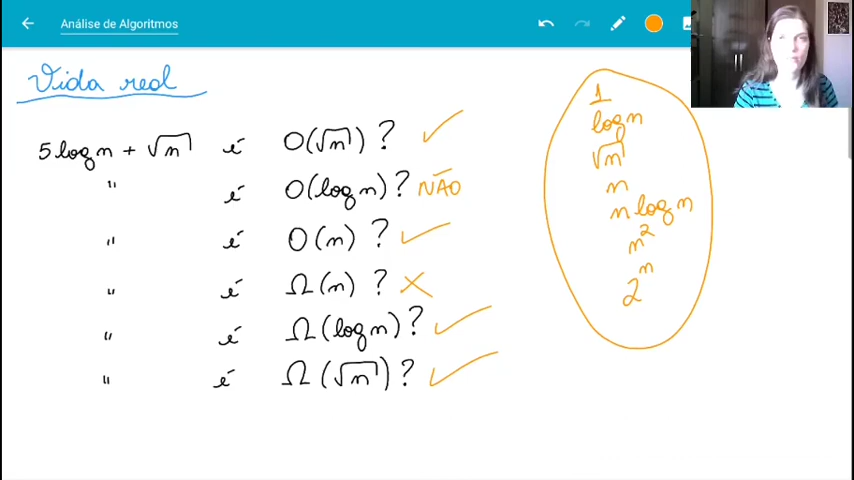 Análise de Algoritmos
Vida real
5 log n + √n é O(√n)? ✓
" é O(log n)? NÃO
" é O(n)? ✓
" é Ω(n)? ✗
" é Ω(log n)? ✓
" é Ω(√n)? ✓
1
log n
√n
n
n log n
n²
2ⁿ